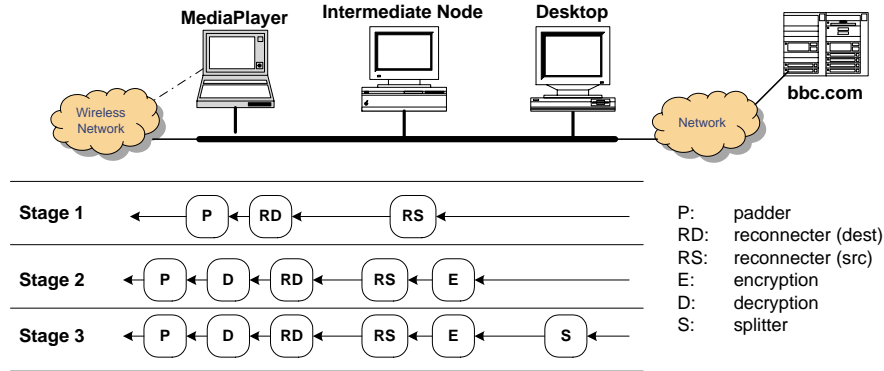 MediaPlayer
Intermediate Node
Desktop
bbc.com
Wireless
Network
Network
Stage 1
P
RD
RS
Stage 2
P
D
RD
RS
E
Stage 3
P
D
RD
RS
E
S
P: padder
RD: reconnecter (dest)
RS: reconnecter (src)
E: encryption
D: decryption
S: splitter